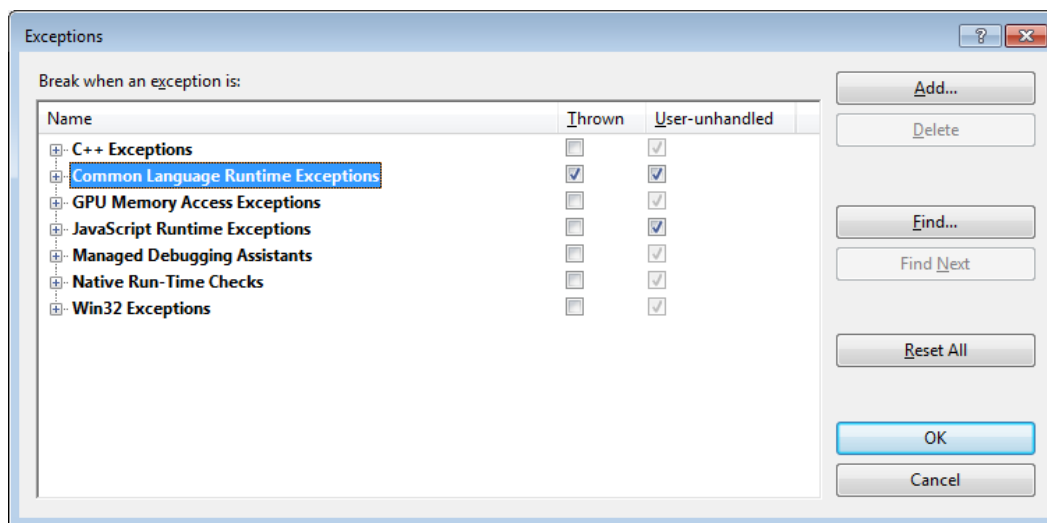 Exceptions
Break when an exception is:
Name Thrown User-unhandled
C++ Exceptions
Common Language Runtime Exceptions
GPU Memory Access Exceptions
JavaScript Runtime Exceptions
Managed Debugging Assistants
Native Run-Time Checks
Win32 Exceptions
Add...
Delete
Find...
Find Next
Reset All
OK
Cancel